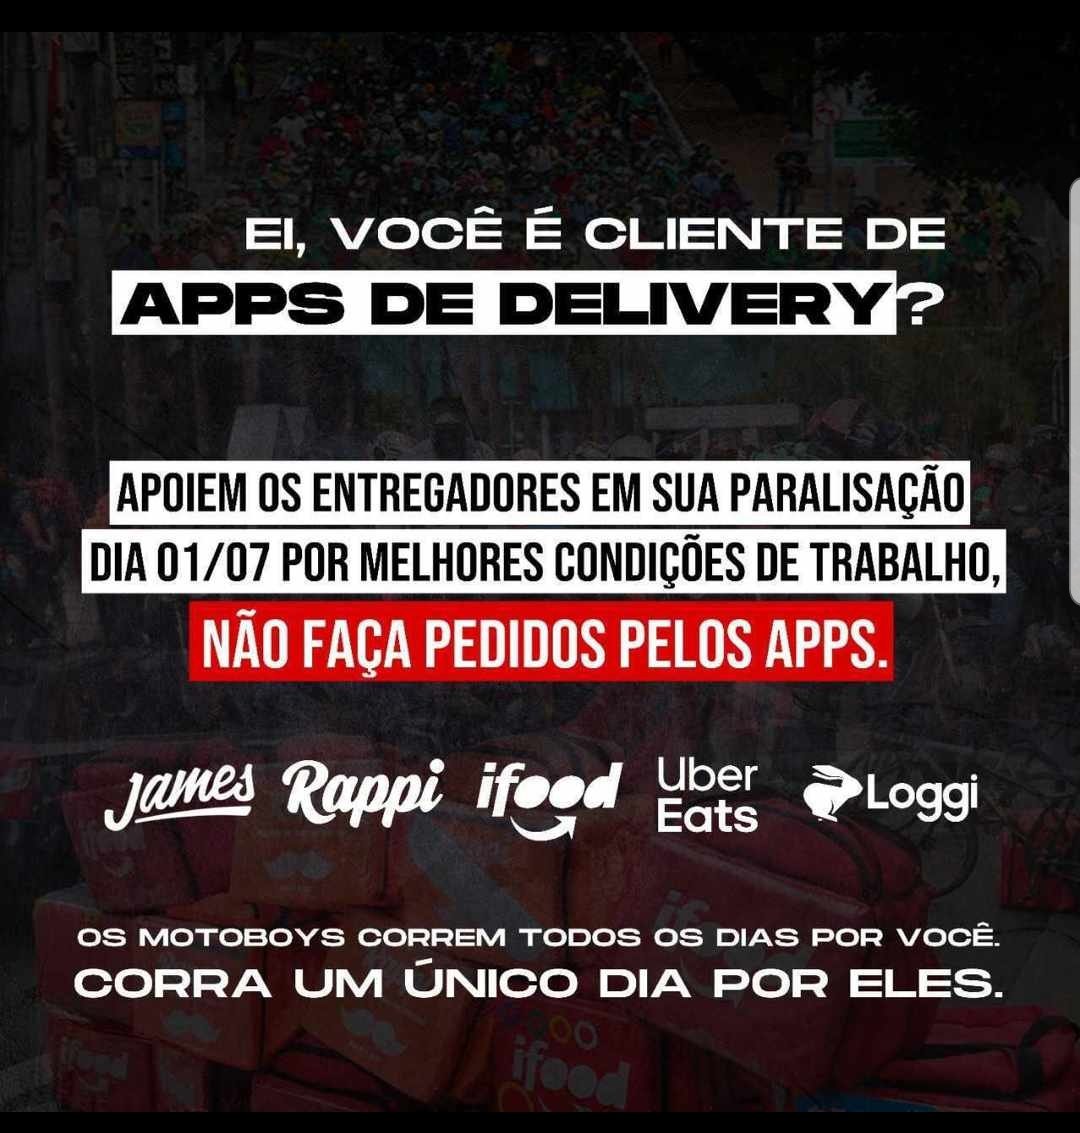 EI, VOCÊ É CLIENTE DE
APPS DE DELIVERY?
APOIEM OS ENTREGADORES EM SUA PARALISAÇÃO
DIA 01/07 POR MELHORES CONDIÇÕES DE TRABALHO,
NÃO FAÇA PEDIDOS PELOS APPS.
James Rappi ifood Uber Eats Loggi
OS MOTOBOYS CORREM TODOS OS DIAS POR VOCÊ.
CORRA UM ÚNICO DIA POR ELES.
ifood
ifood